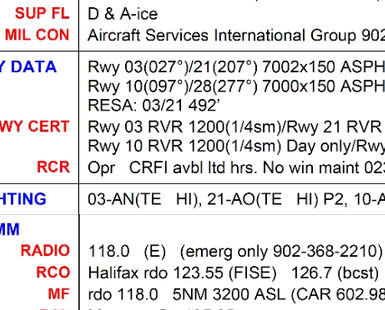 SUP FL D & A-ice
MIL CON Aircraft Services International Group 902
Y DATA Rwy 03(027°)/21(207°) 7002x150 ASPH
Rwy 10(097°)/28(277°) 7000x150 ASPH
RESA: 03/21 492'
WY CERT Rwy 03 RVR 1200(1/4sm)/Rwy 21 RVR
Rwy 10 RVR 1200(1/4sm) Day only/Rwy
RCR Opr CRFI avbl ltd hrs. No win maint 023
HTING 03-AN(TE HI), 21-AO(TE HI) P2, 10-A
MM
RADIO 118.0 (E) (emerg only 902-368-2210)
RCO Halifax rdo 123.55 (FISE) 126.7 (bcst)
MF rdo 118.0 5NM 3200 ASL (CAR 602.98